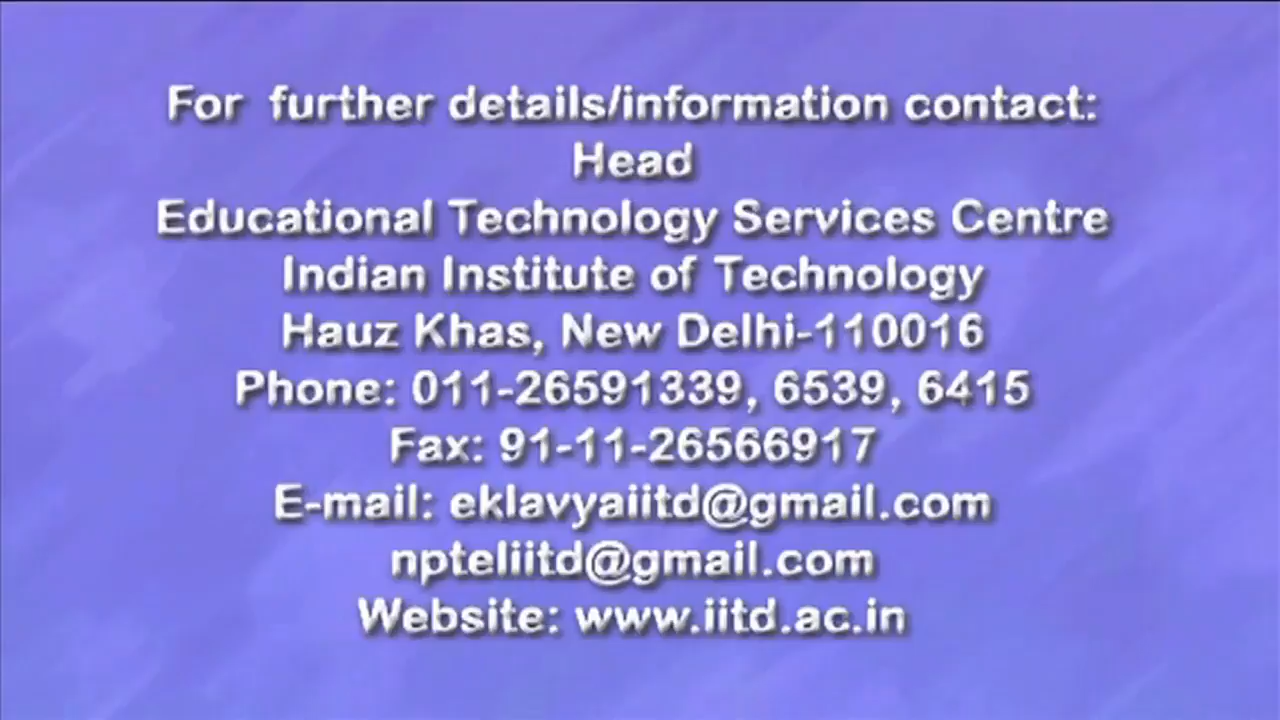 For further details/information contact:
Head
Educational Technology Services Centre
Indian Institute of Technology
Hauz Khas, New Delhi-110016
Phone: 011-26591339, 6539, 6415
Fax: 91-11-26566917
E-mail: eklavyaiitd@gmail.com
npteliitd@gmail.com
Website: www.iitd.ac.in